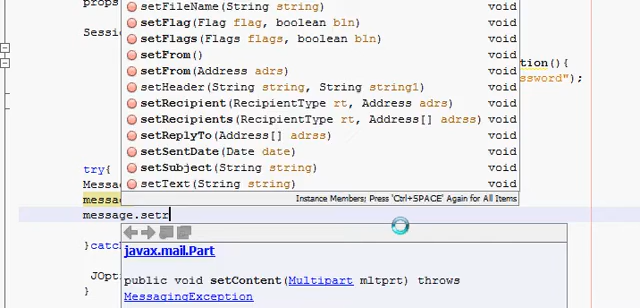 props
setFileName(String string) void
Sessi setFlag(Flag flag, boolean bln) void
setFlags(Flags flags, boolean bln) void
setFrom() void
tion(){
setFrom(Address adrs) void
ssword");
setHeader(String string, String string1) void
setRecipient(RecipientType rt, Address adrs) void
setRecipients(RecipientType rt, Address[] adrss) void
setReplyTo(Address[] adrss) void
setSentDate(Date date) void
try{ setSubject(String string) void
Messa setText(String string) void
messa Instance Members; Press 'Ctrl+SPACE' Again for All Items
message.setr
}catc javax.mail.Part
JOp public void setContent(Multipart mltprt) throws
} MessagingException